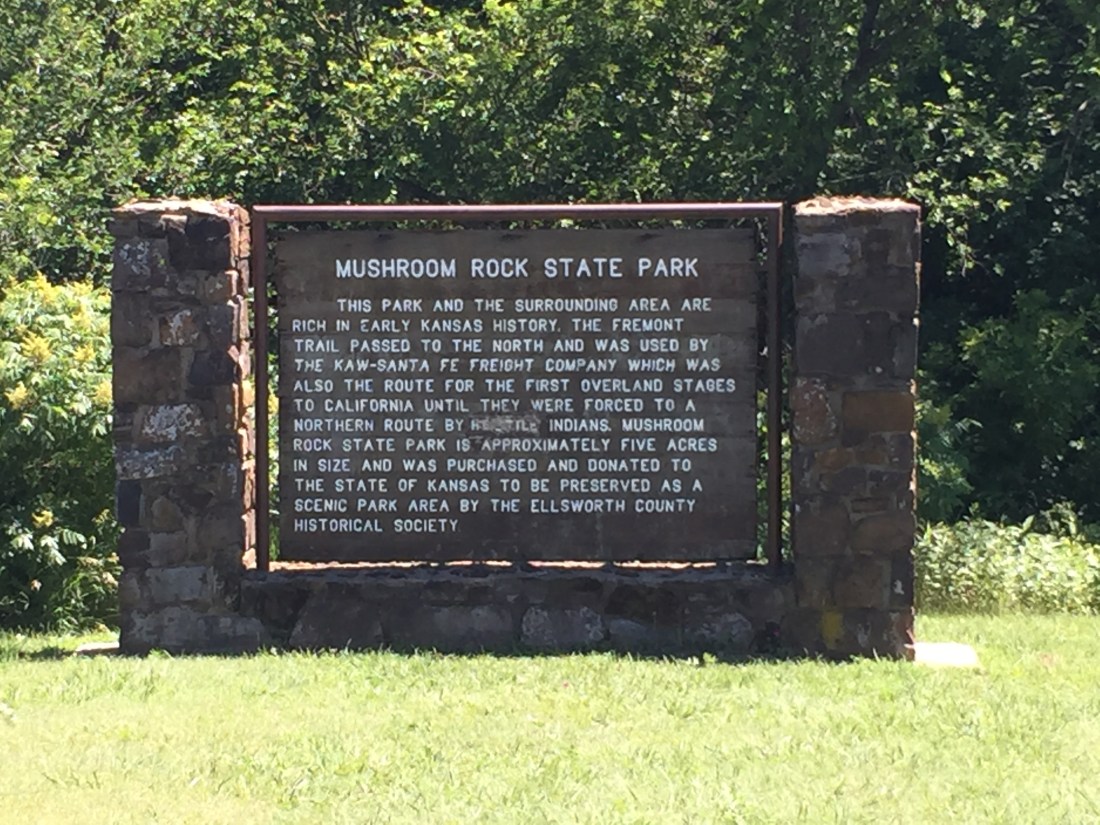 MUSHROOM ROCK STATE PARK
THIS PARK AND THE SURROUNDING AREA ARE
RICH IN EARLY KANSAS HISTORY. THE FREMONT
TRAIL PASSED TO THE NORTH AND WAS USED BY
THE KAW-SANTA FE FREIGHT COMPANY WHICH WAS
ALSO THE ROUTE FOR THE FIRST OVERLAND STAGES
TO CALIFORNIA UNTIL THEY WERE FORCED TO A
NORTHERN ROUTE BY INDIANS. MUSHROOM
ROCK STATE PARK IS APPROXIMATELY FIVE ACRES
IN SIZE AND WAS PURCHASED AND DONATED TO
THE STATE OF KANSAS TO BE PRESERVED AS A
SCENIC PARK AREA BY THE ELLSWORTH COUNTY
HISTORICAL SOCIETY